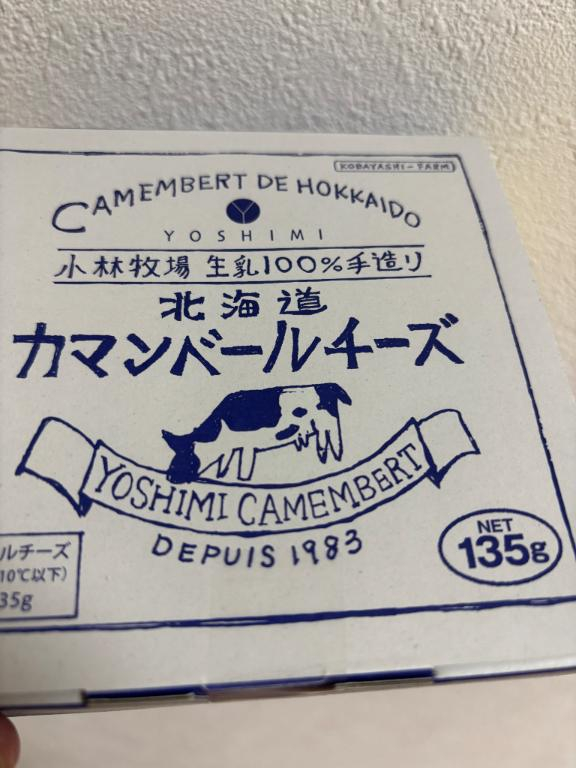 KOBAYASHI-FARM
CAMEMBERT DE HOKKAIDO
Y
YOSHIMI
小林牧場 生乳100%手造り
北海道
カマンベールチーズ
YOSHIMI CAMEMBERT
DEPUIS 1983
NET
135g
ルチーズ
10℃以下)
35g